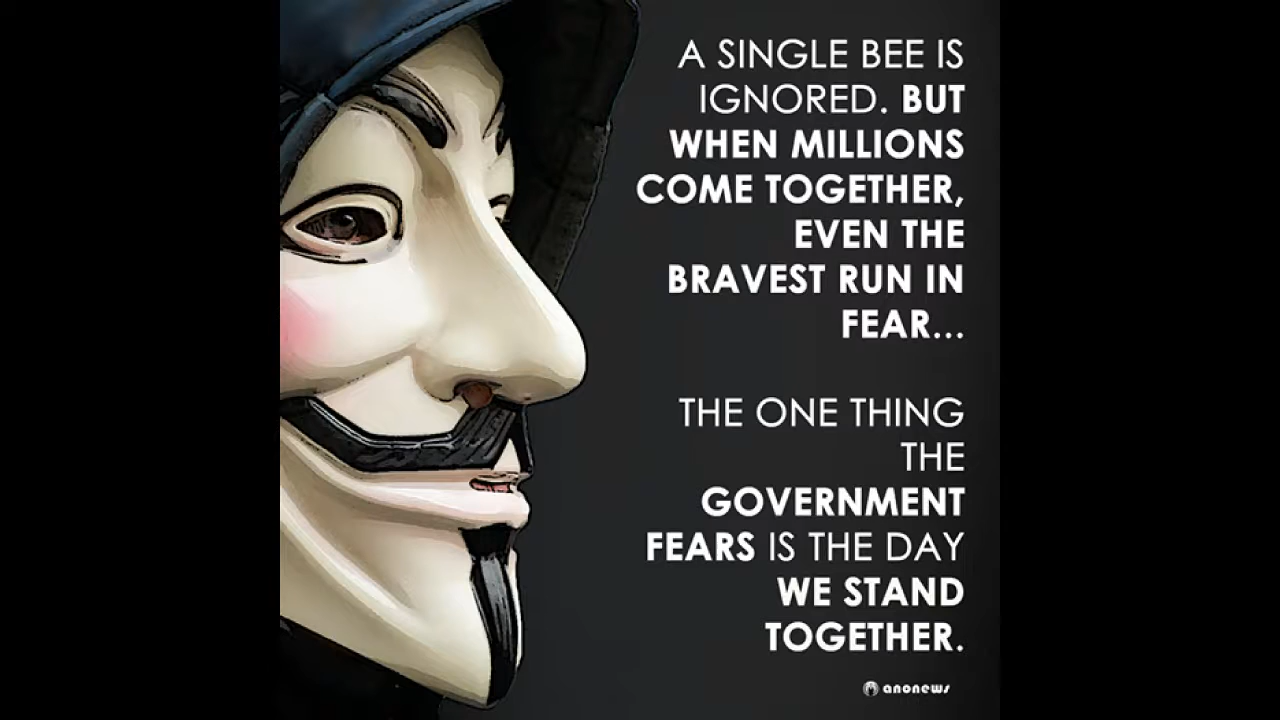 A SINGLE BEE IS
IGNORED. BUT
WHEN MILLIONS
COME TOGETHER,
EVEN THE
BRAVEST RUN IN
FEAR...
THE ONE THING
THE
GOVERNMENT
FEARS IS THE DAY
WE STAND
TOGETHER.
anonews